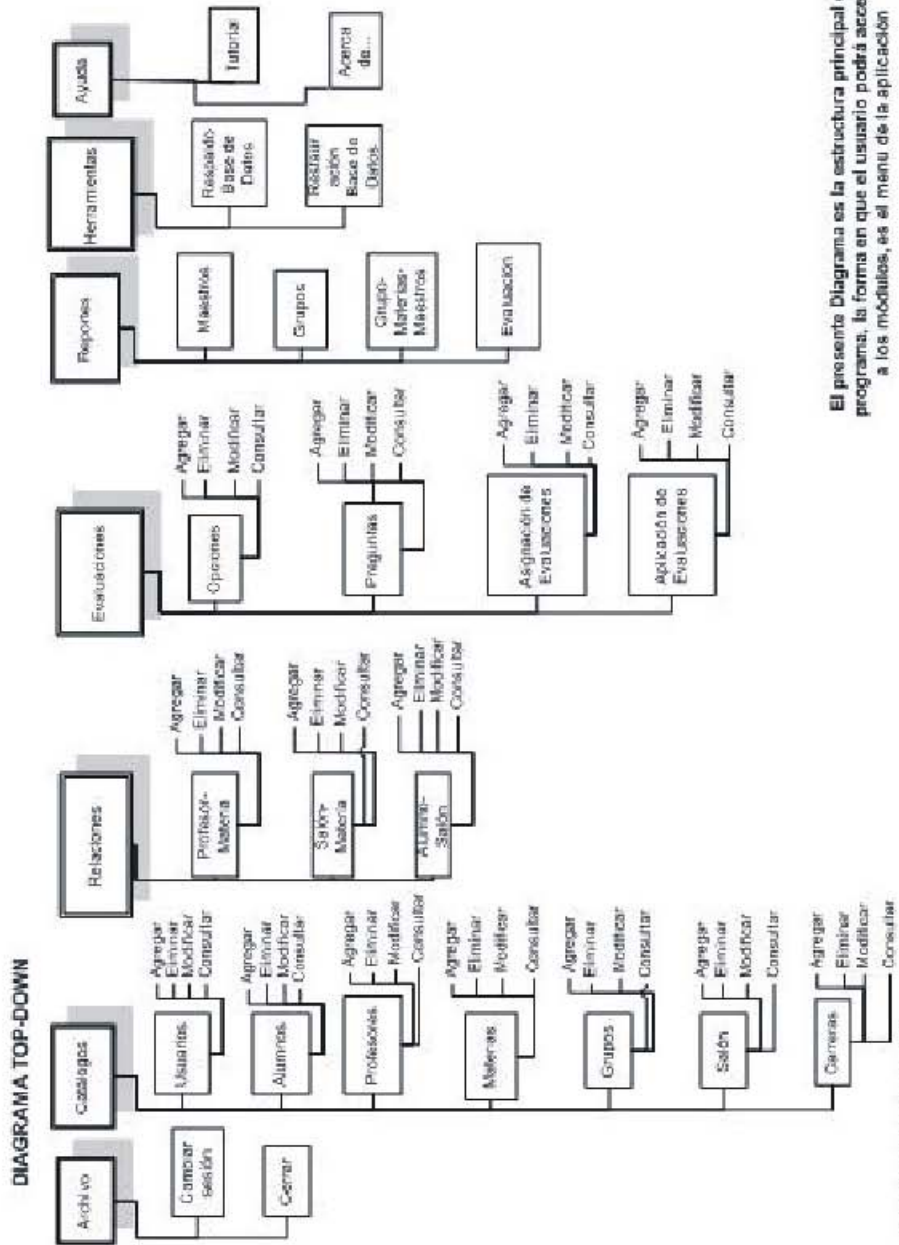 DIAGRAMA TOP-DOWN
Archivo
Cambiar
sesión
Cerrar
Catálogos
Usuarios
Agregar
Eliminar
Modificar
Consultar
Alumnos
Agregar
Eliminar
Modificar
Consultar
Profesores
Agregar
Eliminar
Modificar
Consultar
Materias
Agregar
Eliminar
Modificar
Consultar
Grupos
Agregar
Eliminar
Modificar
Consultar
Salón
Agregar
Eliminar
Modificar
Consultar
Carreras
Agregar
Eliminar
Modificar
Consultar
Relaciones
Profesor-
Materia
Agregar
Eliminar
Modificar
Consultar
Salón-
Materia
Agregar
Eliminar
Modificar
Consultar
Alumno-
Salón
Agregar
Eliminar
Modificar
Consultar
Evaluaciones
Opciones
Agregar
Eliminar
Modificar
Consultar
Preguntas
Agregar
Eliminar
Modificar
Consultar
Asignación de
Evaluaciones
Agregar
Eliminar
Modificar
Consultar
Aplicación de
Evaluaciones
Agregar
Eliminar
Modificar
Consultar
Reportes
Maestros
Grupos
Grupo-
Materias-
Maestros
Evaluación
Herramientas
Respaldo
Base de
Datos
Restaur
ación
Base de
Datos
Ayuda
Tutorial
Acerca
de...
El presente Diagrama es la estructura principal
programa, la forma en que el usuario podrá acce
a los módulos, es el menu de la aplicación